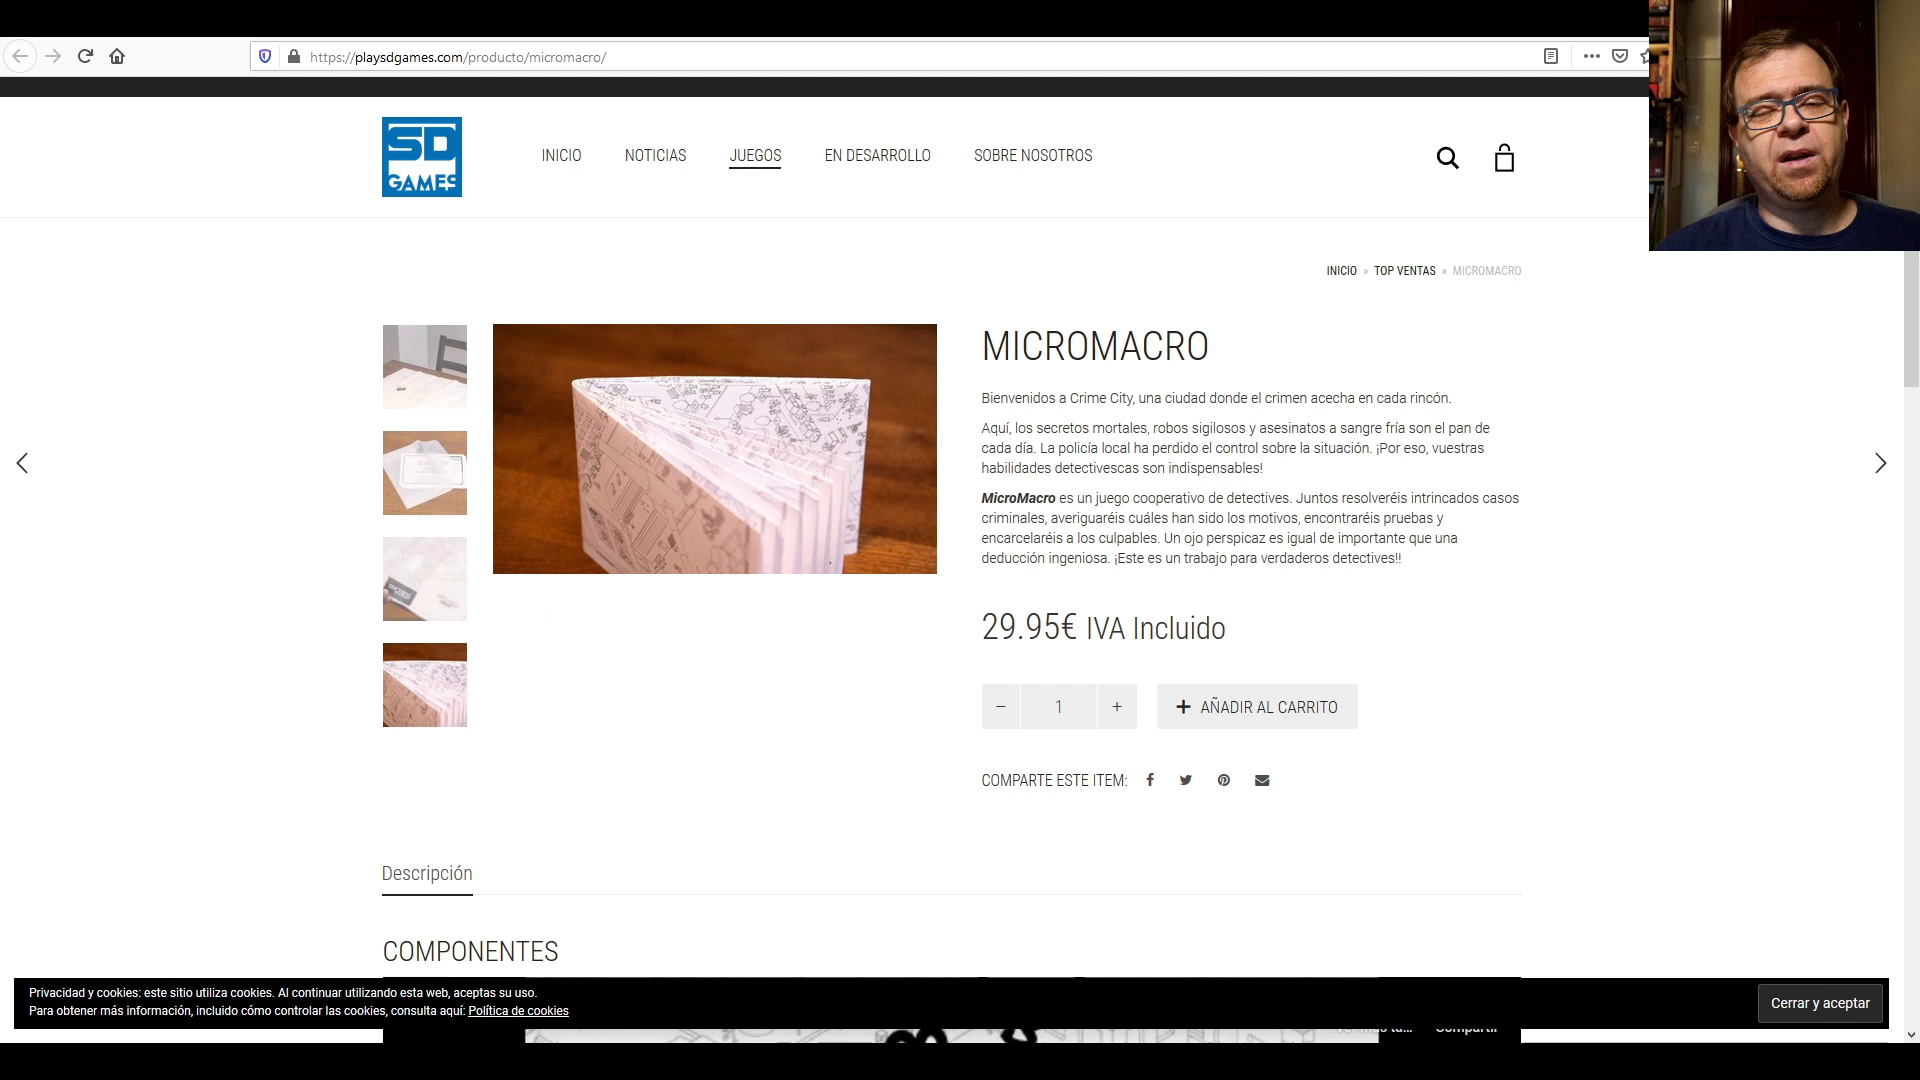 https://playsdgames.com/producto/micromacro/
SD
GAMES
INICIO
NOTICIAS
JUEGOS
EN DESARROLLO
SOBRE NOSOTROS
INICIO » TOP VENTAS » MICROMACRO
MICROMACRO
Bienvenidos a Crime City, una ciudad donde el crimen acecha en cada rincón.
Aquí, los secretos mortales, robos sigilosos y asesinatos a sangre fría son el pan de
cada día. La policía local ha perdido el control sobre la situación. ¡Por eso, vuestras
habilidades detectivescas son indispensables!
MicroMacro es un juego cooperativo de detectives. Juntos resolveréis intrincados casos
criminales, averiguaréis cuáles han sido los motivos, encontraréis pruebas y
encarcelaréis a los culpables. Un ojo perspicaz es igual de importante que una
deducción ingeniosa. ¡Este es un trabajo para verdaderos detectives!!
29.95€ IVA Incluido
− 1 +
+ AÑADIR AL CARRITO
COMPARTE ESTE ITEM:
Descripción
COMPONENTES
Privacidad y cookies: este sitio utiliza cookies. Al continuar utilizando esta web, aceptas su uso.
Para obtener más información, incluido cómo controlar las cookies, consulta aquí: Política de cookies
Cerrar y aceptar
Compartir